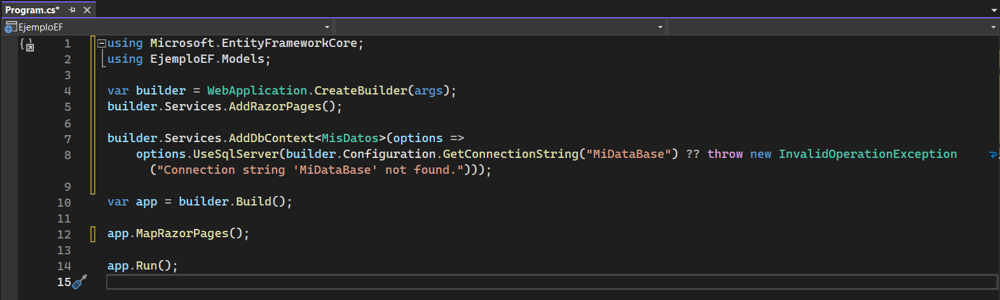 Program.cs*
EjemploEF
1 using Microsoft.EntityFrameworkCore;
2 using EjemploEF.Models;
3
4 var builder = WebApplication.CreateBuilder(args);
5 builder.Services.AddRazorPages();
6
7 builder.Services.AddDbContext<MisDatos>(options =>
8 options.UseSqlServer(builder.Configuration.GetConnectionString("MiDataBase") ?? throw new InvalidOperationException
("Connection string 'MiDataBase' not found.")));
9
10 var app = builder.Build();
11
12 app.MapRazorPages();
13
14 app.Run();
15